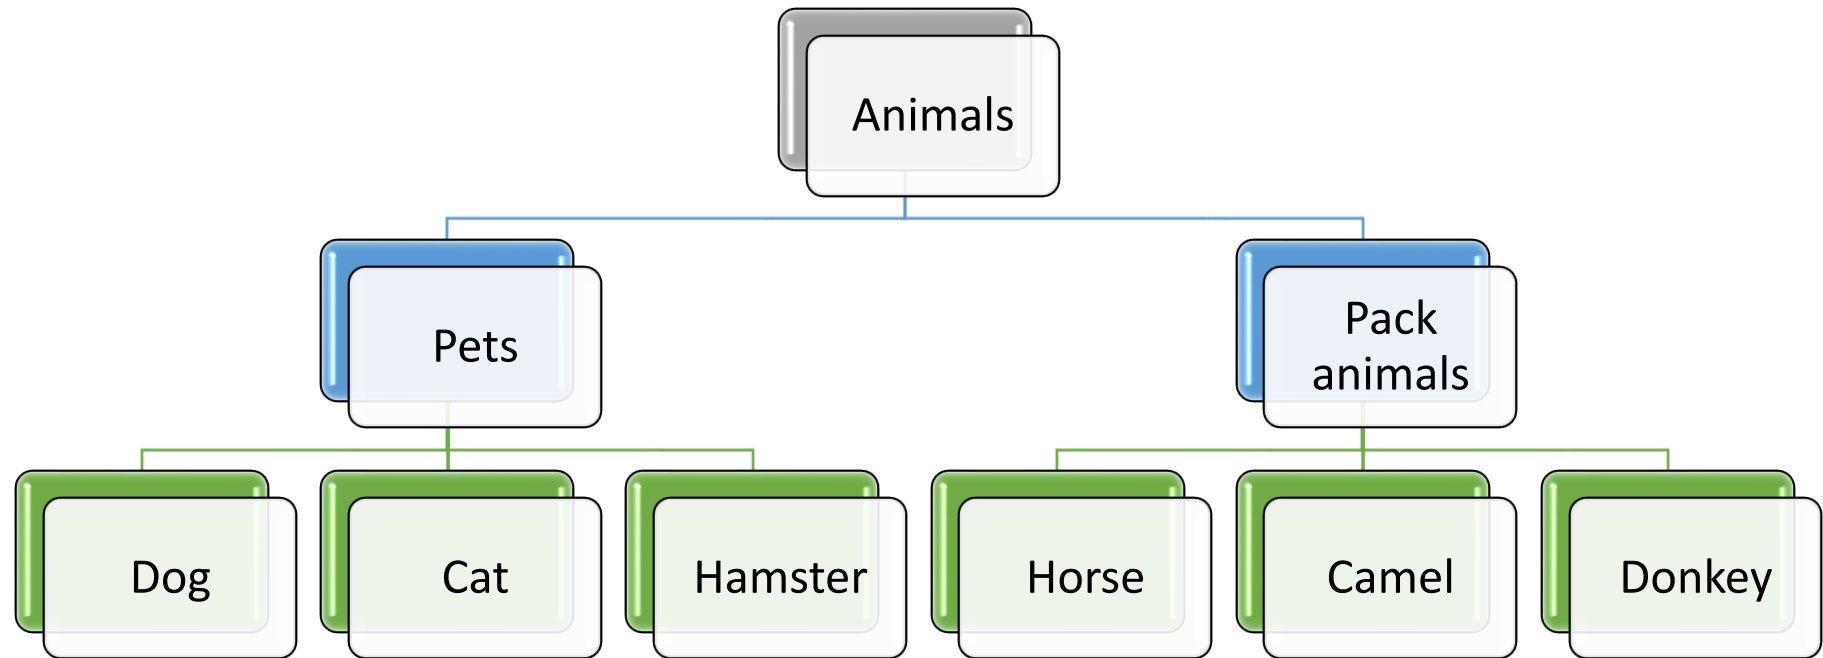 Animals
Pets
Pack
animals
Dog
Cat
Hamster
Horse
Camel
Donkey